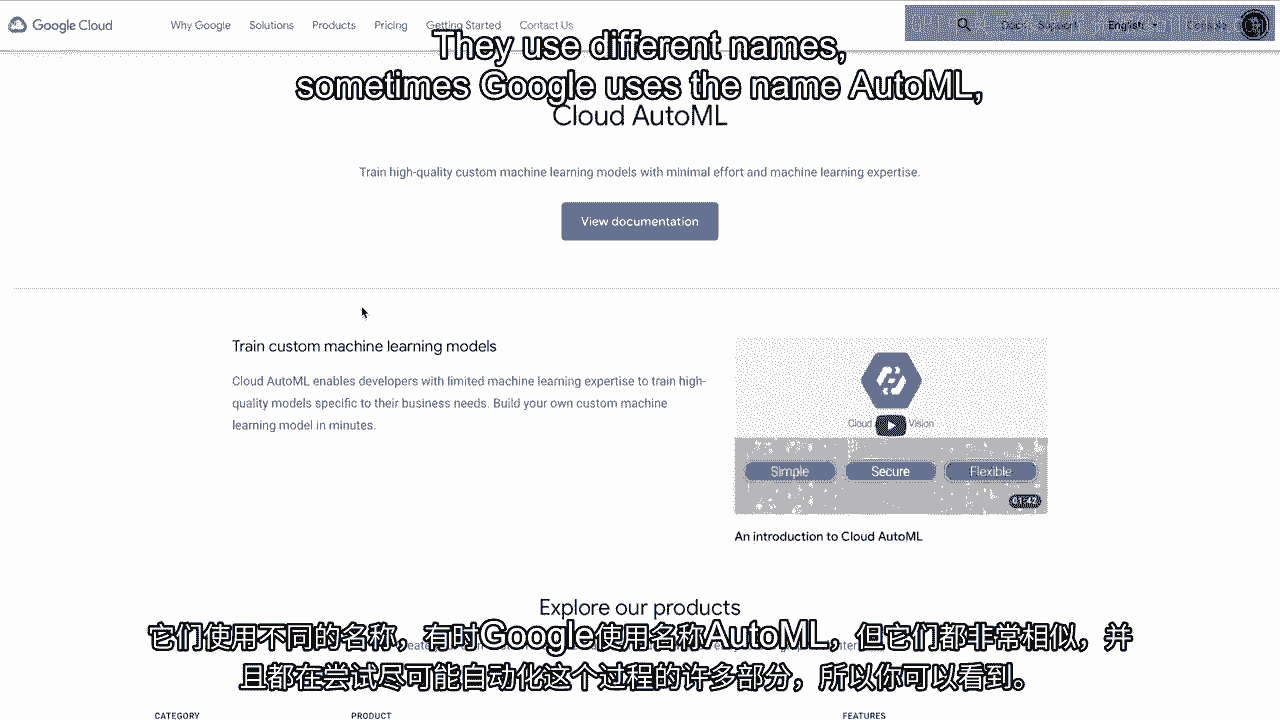 Google Cloud
Why Google Solutions Products Pricing Getting Started Contact Us Docs Support English Console
They use different names,
sometimes Google uses the name AutoML,
Cloud AutoML
Train high-quality custom machine learning models with minimal effort and machine learning expertise.
View documentation
Train custom machine learning models
Cloud AutoML enables developers with limited machine learning expertise to train high-
quality models specific to their business needs. Build your own custom machine
learning model in minutes.
Cloud Vision
Simple Secure Flexible
01:42
An introduction to Cloud AutoML
Explore our products
它们使用不同的名称，有时Google使用名称AutoML，但它们都非常相似，并
且都在尝试尽可能自动化这个过程的许多部分，所以你可以看到。
CATEGORY PRODUCT FEATURES